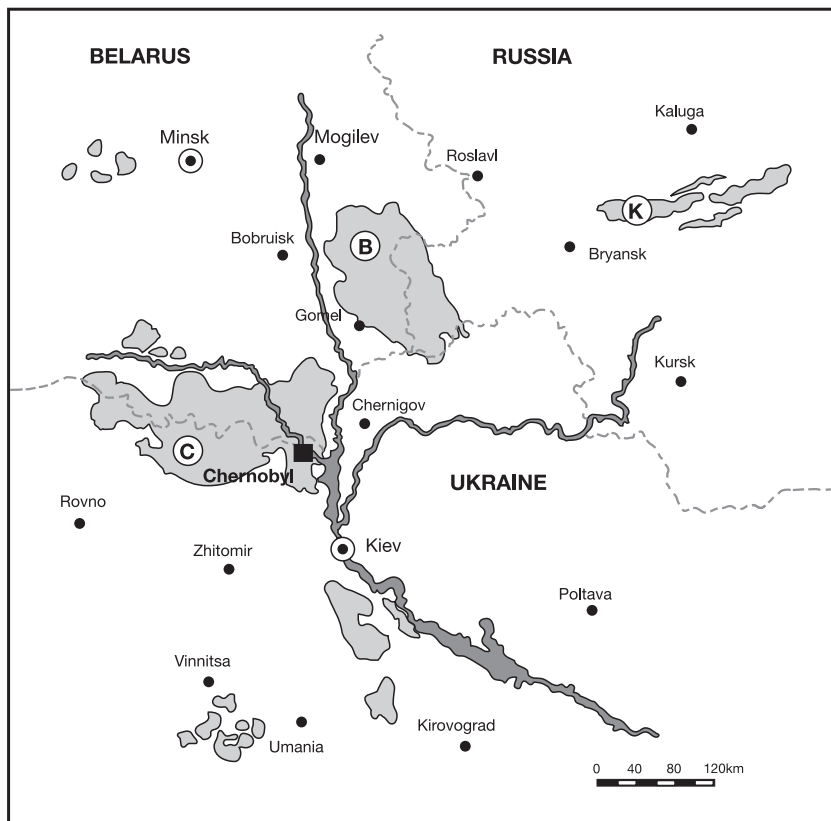 BELARUS
RUSSIA
Kaluga
Minsk
Mogilev
Roslavl
K
B
Bobruisk
Bryansk
Gomel
Kursk
Chernigov
C
Chernobyl
UKRAINE
Rovno
Kiev
Zhitomir
Poltava
Vinnitsa
Kirovograd
Umania
0 40 80 120km